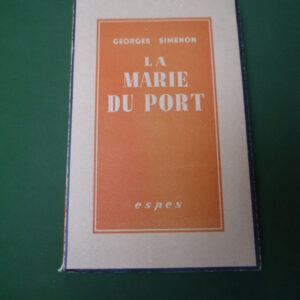 GEORGES SIMENON
LA
MARIE
DU PORT
espes